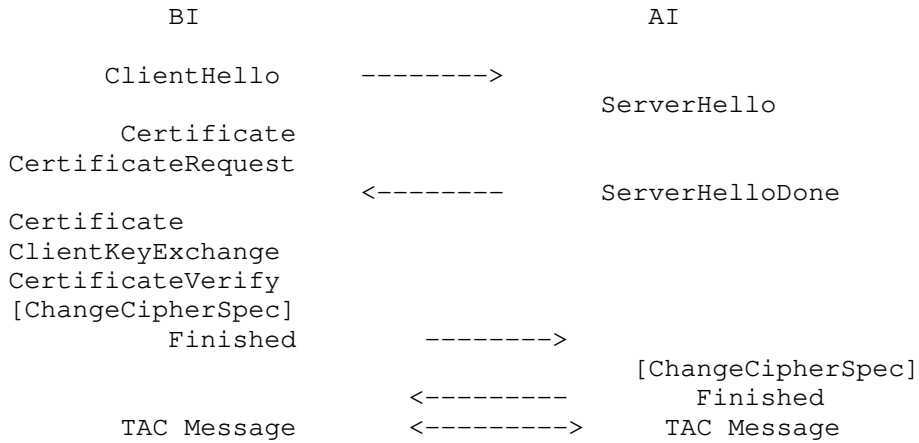 BI AI
ClientHello --------> 
ServerHello
Certificate
CertificateRequest
<-------- ServerHelloDone
Certificate
ClientKeyExchange
CertificateVerify
[ChangeCipherSpec]
Finished -------->
[ChangeCipherSpec]
<--------- Finished
TAC Message <---------> TAC Message